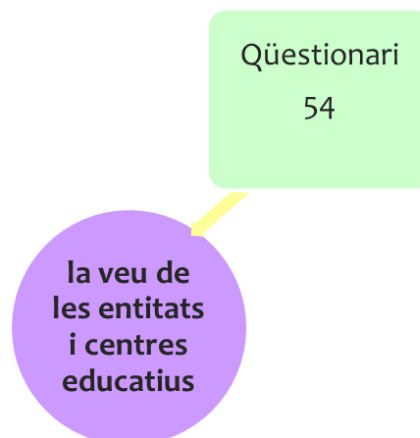 Qüestionari
54
la veu de
les entitats
i centres
educatius